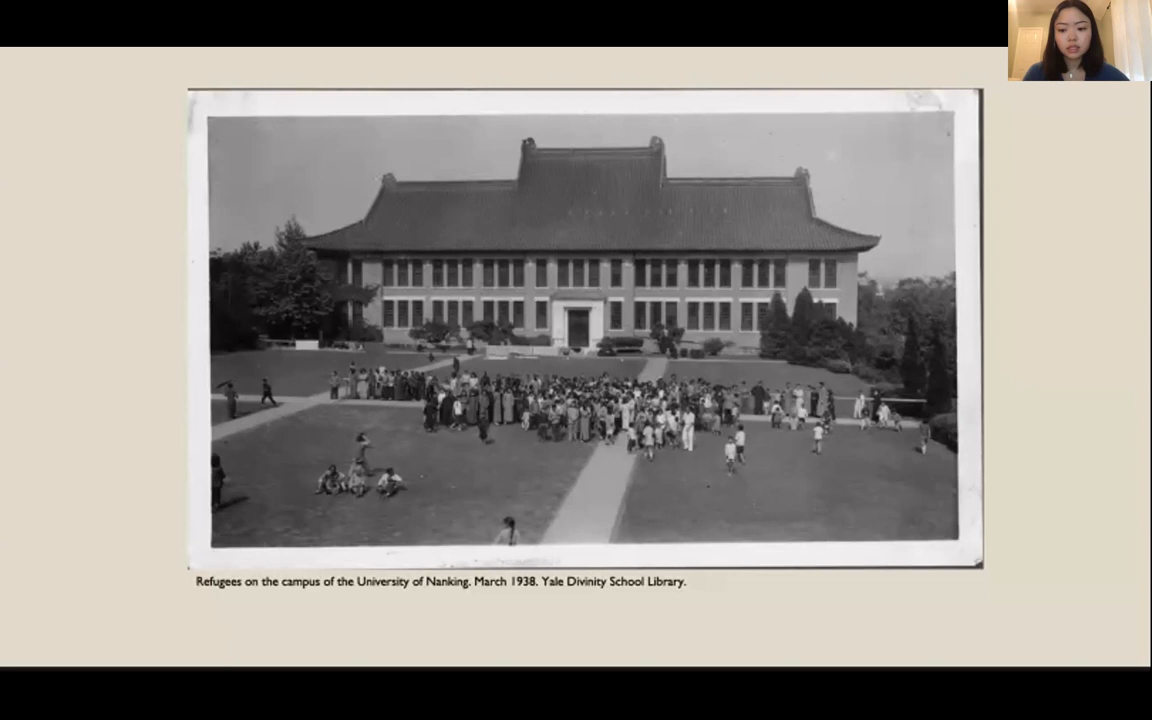 Refugees on the campus of the University of Nanking. March 1938. Yale Divinity School Library.